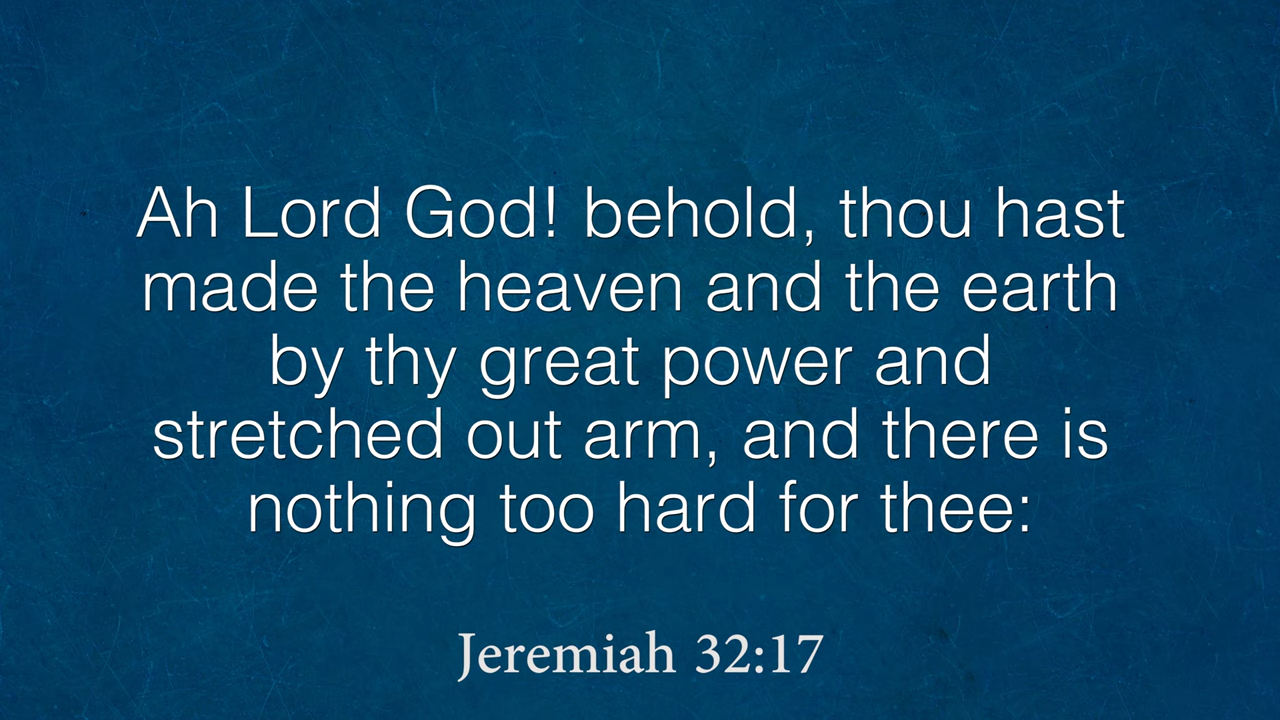 Ah Lord God! behold, thou hast
made the heaven and the earth
by thy great power and
stretched out arm, and there is
nothing too hard for thee:
Jeremiah 32:17